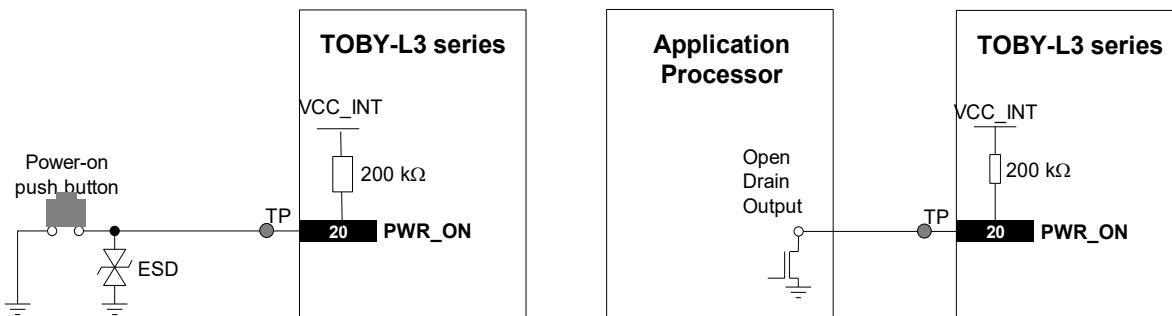 TOBY-L3 series
VCC_INT
200 kΩ
Power-on
push button
TP
20
PWR_ON
ESD
Application
Processor
Open
Drain
Output
TOBY-L3 series
VCC_INT
200 kΩ
TP
20
PWR_ON